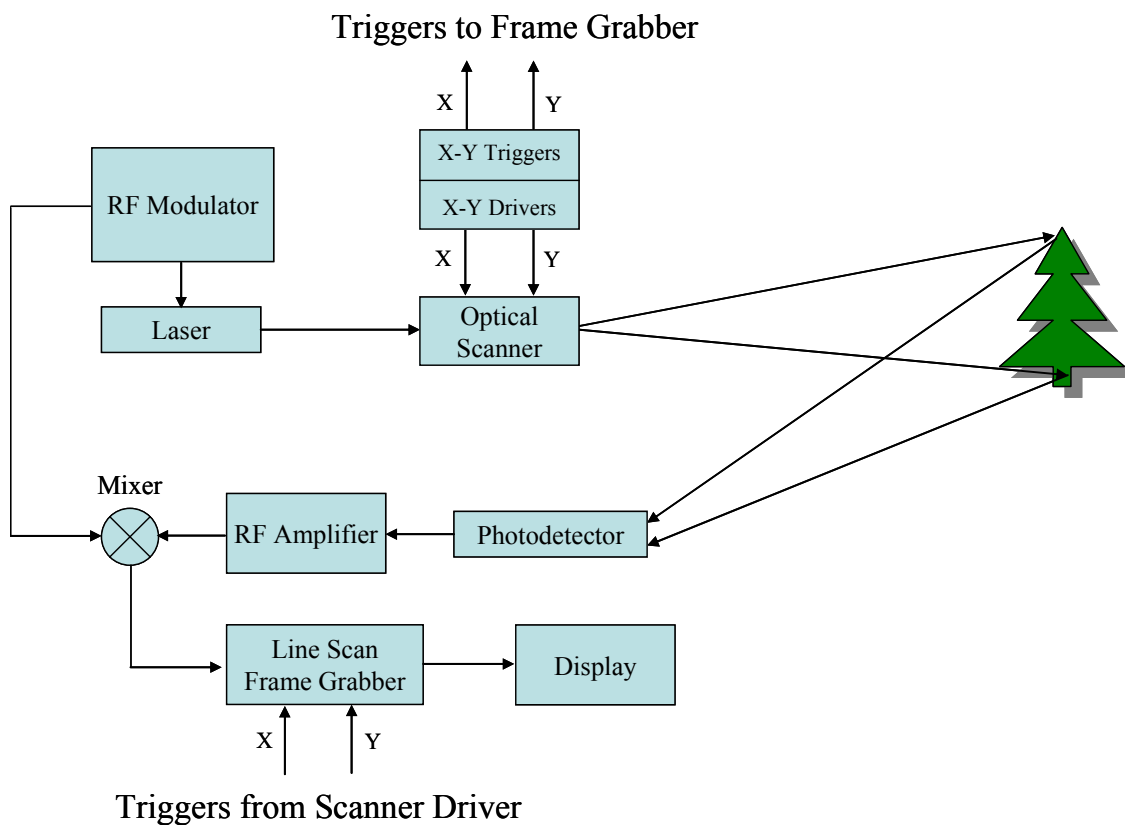 Triggers to Frame Grabber
X
Y
X-Y Triggers
X-Y Drivers
X
Y
RF Modulator
Laser
Optical
Scanner
Mixer
RF Amplifier
Photodetector
Line Scan
Frame Grabber
Display
X
Y
Triggers from Scanner Driver